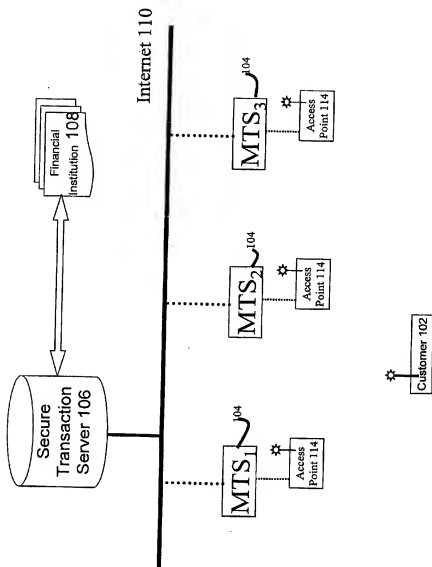 Secure
Transaction
Server 106
Financial
Institution 108
Internet 110
MTS1
104
Access
Point 114
MTS2
104
Access
Point 114
MTS3
104
Access
Point 114
Customer 102